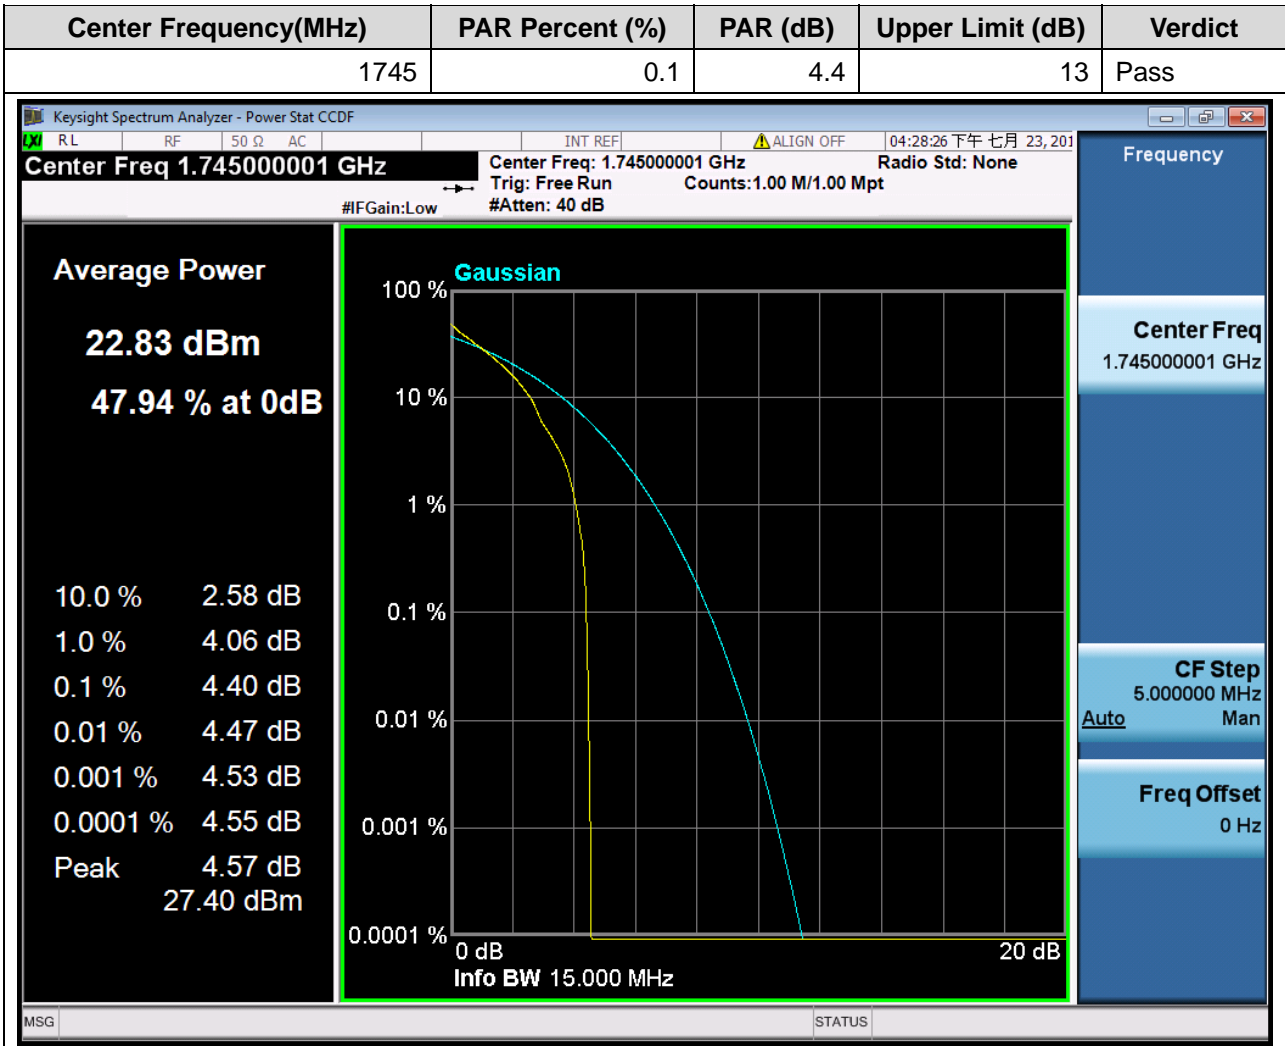 Center Frequency(MHz) PAR Percent (%) PAR (dB) Upper Limit (dB) Verdict
1745 0.1 4.4 13 Pass
Keysight Spectrum Analyzer - Power Stat CCDF
LXI RL RF 50 Ω AC INT REF ALIGN OFF 04:28:26 下午 七月 23, 201
Center Freq 1.745000001 GHz
Center Freq: 1.745000001 GHz Radio Std: None
Trig: Free Run Counts:1.00 M/1.00 Mpt
#IFGain:Low #Atten: 40 dB
Average Power
22.83 dBm
47.94 % at 0dB
10.0 % 2.58 dB
1.0 % 4.06 dB
0.1 % 4.40 dB
0.01 % 4.47 dB
0.001 % 4.53 dB
0.0001 % 4.55 dB
Peak 4.57 dB
27.40 dBm
Gaussian
100 %
10 %
1 %
0.1 %
0.01 %
0.001 %
0.0001 %
0 dB 20 dB
Info BW 15.000 MHz
Frequency
Center Freq
1.745000001 GHz
CF Step
5.000000 MHz
Auto Man
Freq Offset
0 Hz
MSG STATUS